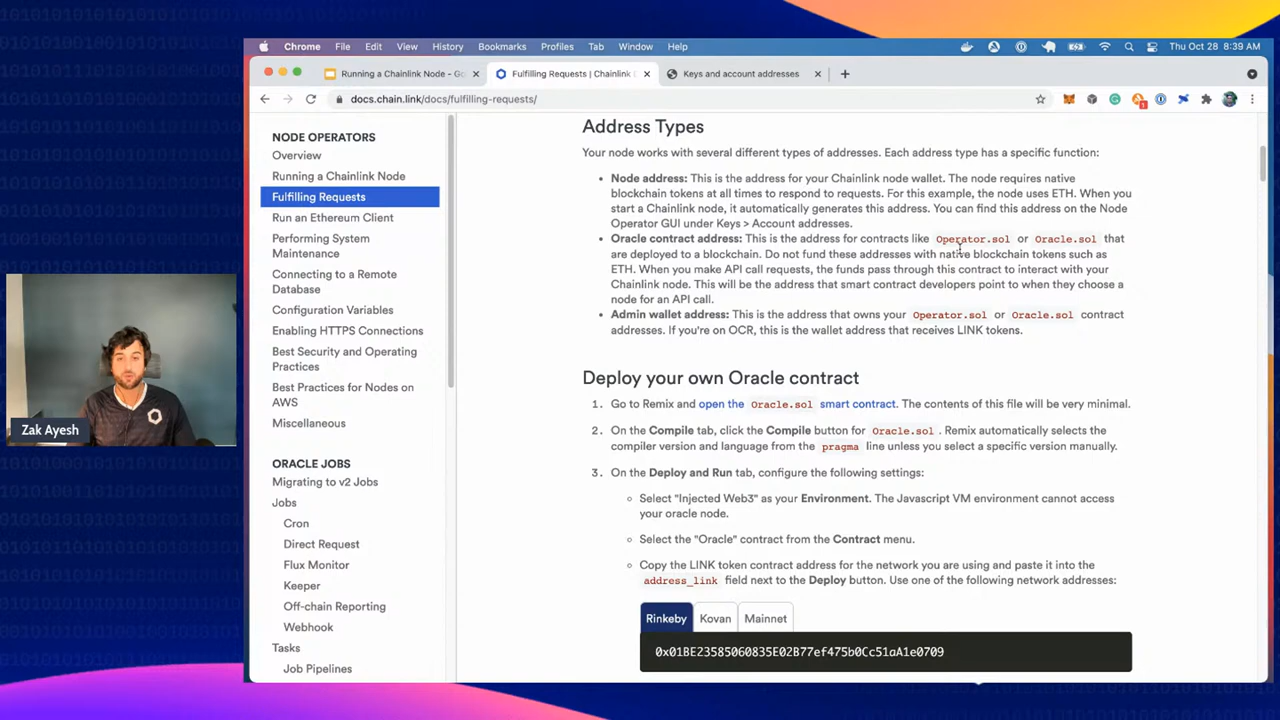 Chrome File Edit View History Bookmarks Profiles Tab Window Help Thu Oct 28 8:39 AM
Running a Chainlink Node - Go Fulfilling Requests | Chainlink Keys and account addresses
docs.chain.link/docs/fulfilling-requests/
NODE OPERATORS
Overview
Running a Chainlink Node
Fulfilling Requests
Run an Ethereum Client
Performing System
Maintenance
Connecting to a Remote
Database
Configuration Variables
Enabling HTTPS Connections
Best Security and Operating
Practices
Best Practices for Nodes on
AWS
Miscellaneous
ORACLE JOBS
Migrating to v2 Jobs
Jobs
Cron
Direct Request
Flux Monitor
Keeper
Off-chain Reporting
Webhook
Tasks
Job Pipelines
Address Types
Your node works with several different types of addresses. Each address type has a specific function:
• Node address: This is the address for your Chainlink node wallet. The node requires native
blockchain tokens at all times to respond to requests. For this example, the node uses ETH. When you
start a Chainlink node, it automatically generates this address. You can find this address on the Node
Operator GUI under Keys > Account addresses.
• Oracle contract address: This is the address for contracts like Operator.sol or Oracle.sol that
are deployed to a blockchain. Do not fund these addresses with native blockchain tokens such as
ETH. When you make API call requests, the funds pass through this contract to interact with your
Chainlink node. This will be the address that smart contract developers point to when they choose a
node for an API call.
• Admin wallet address: This is the address that owns your Operator.sol or Oracle.sol contract
addresses. If you're on OCR, this is the wallet address that receives LINK tokens.
Deploy your own Oracle contract
1. Go to Remix and open the Oracle.sol smart contract. The contents of this file will be very minimal.
2. On the Compile tab, click the Compile button for Oracle.sol . Remix automatically selects the
compiler version and language from the pragma line unless you select a specific version manually.
3. On the Deploy and Run tab, configure the following settings:
Select "Injected Web3" as your Environment. The Javascript VM environment cannot access
your oracle node.
Select the "Oracle" contract from the Contract menu.
Copy the LINK token contract address for the network you are using and paste it into the
address_link field next to the Deploy button. Use one of the following network addresses:
Rinkeby Kovan Mainnet
0x01BE23585060835E02B77ef475b0Cc51aA1e0709
Zak Ayesh